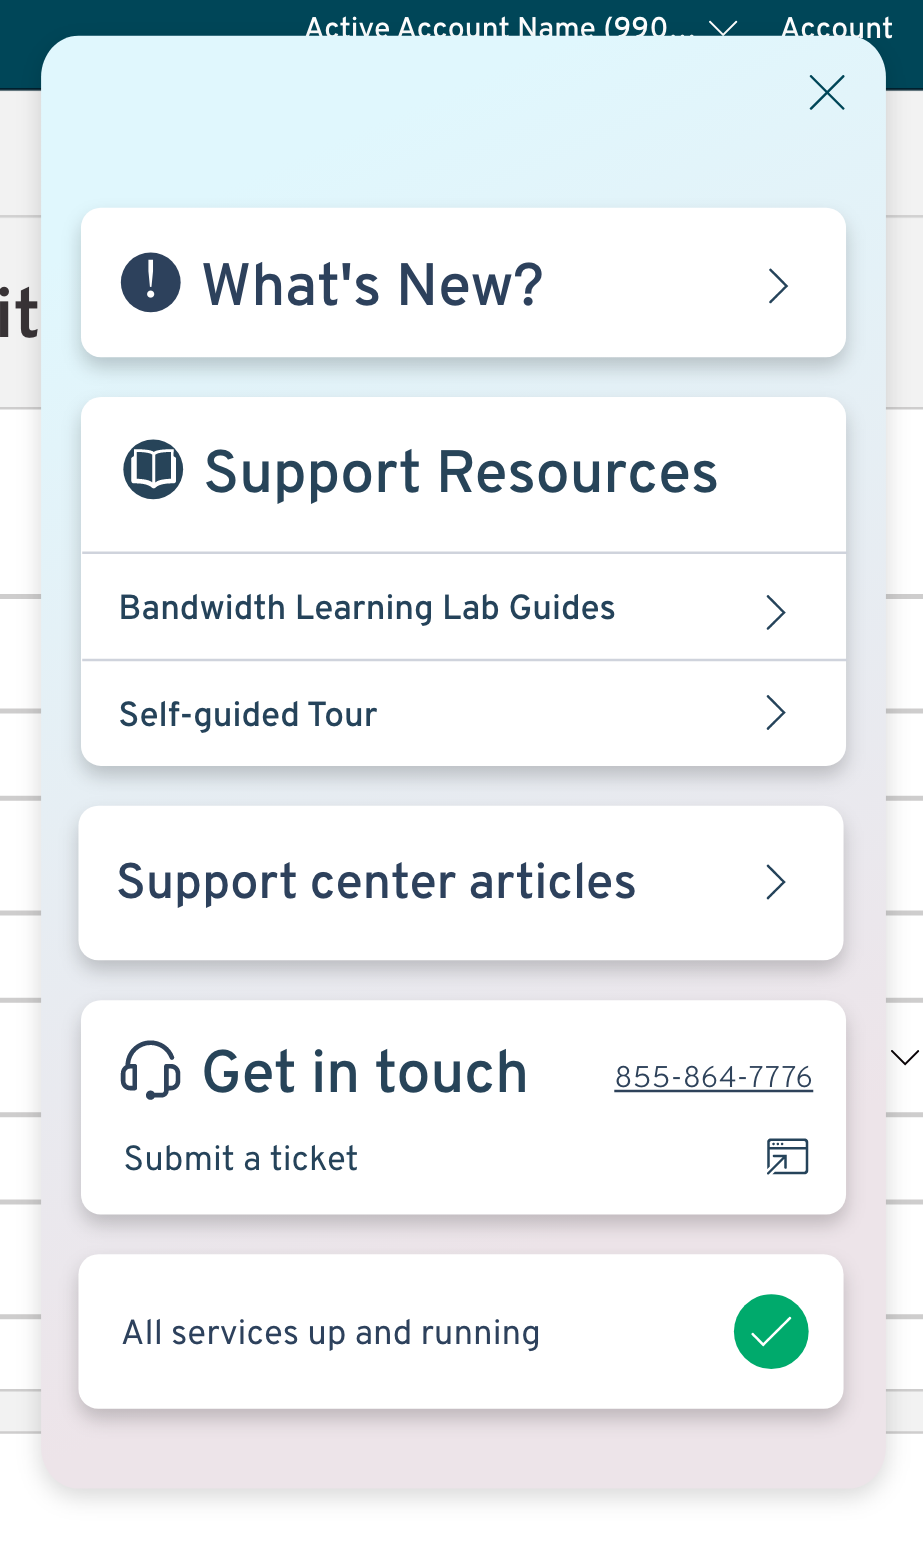 Active Account Name (990... Account
it
What's New?
Support Resources
Bandwidth Learning Lab Guides
Self-guided Tour
Support center articles
Get in touch 855-864-7776
Submit a ticket
All services up and running